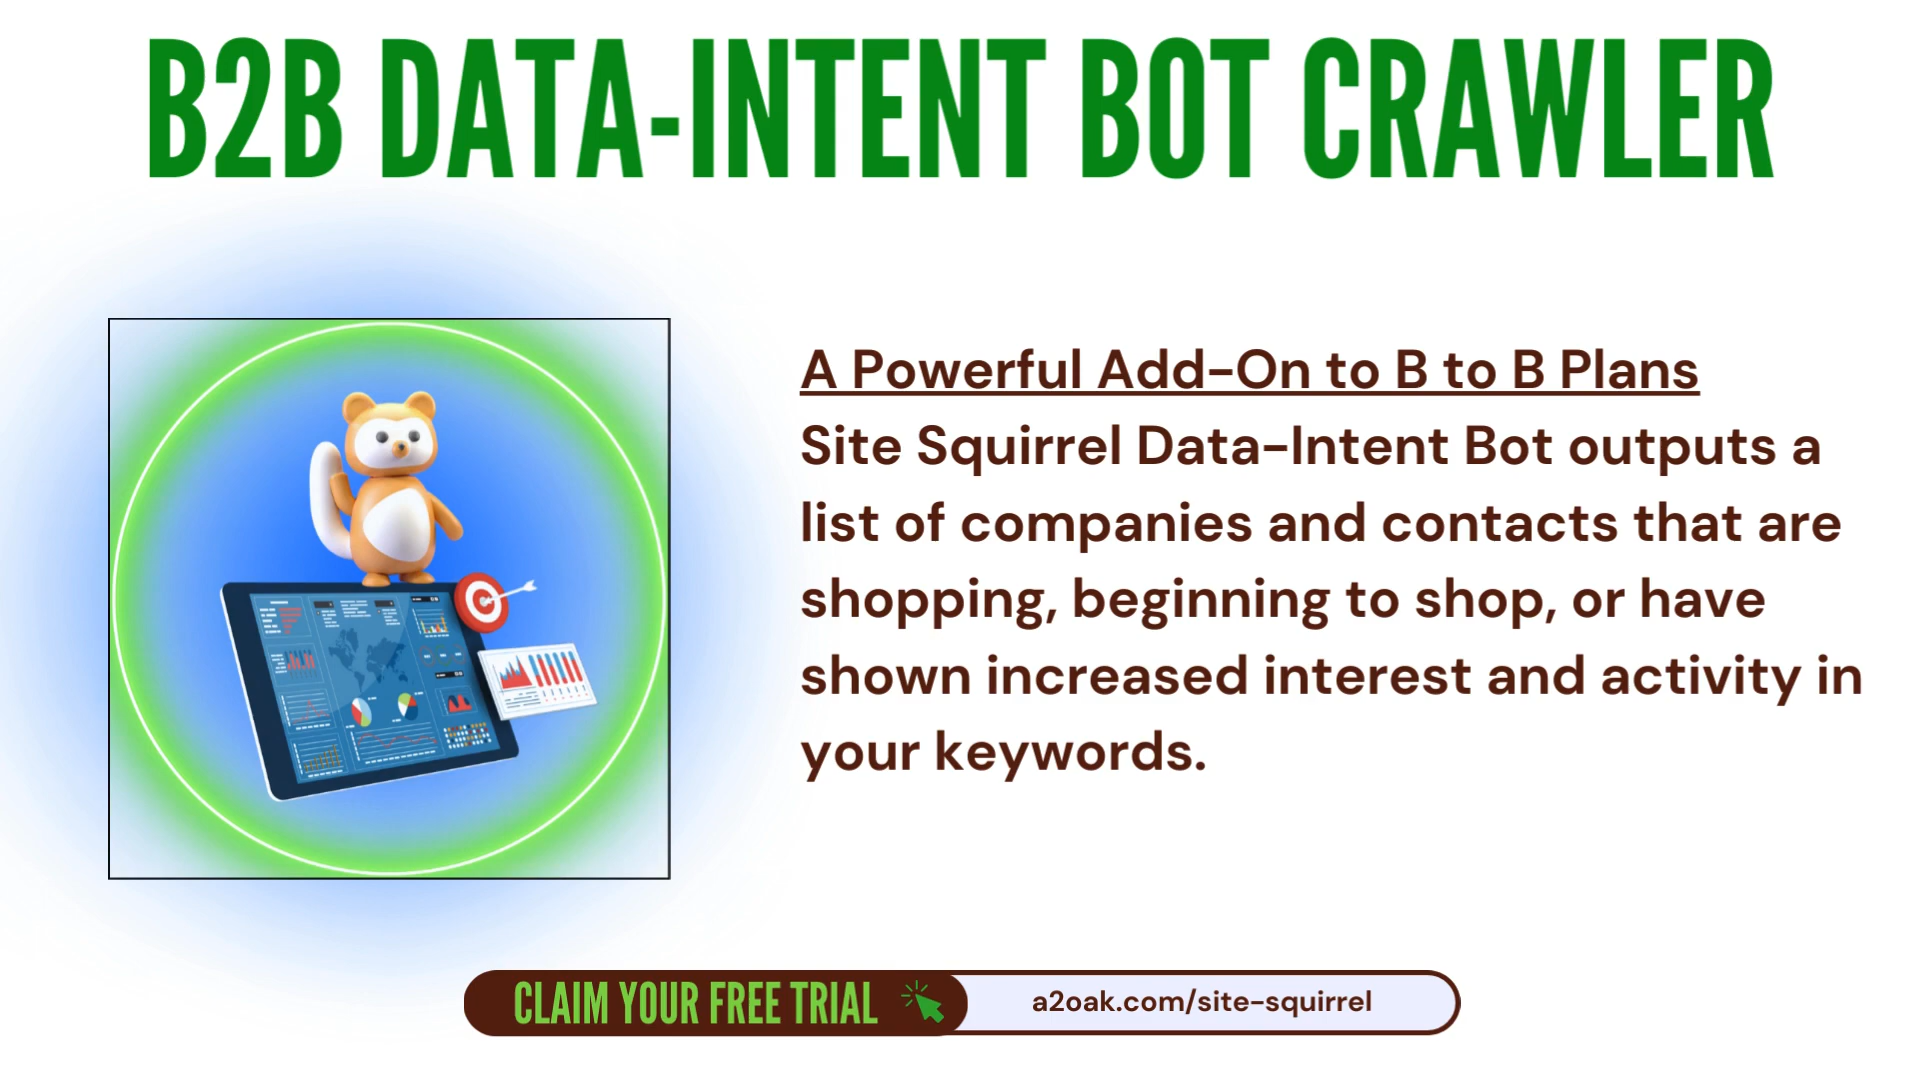 B2B DATA-INTENT BOT CRAWLER
A Powerful Add-On to B to B Plans
Site Squirrel Data-Intent Bot outputs a
list of companies and contacts that are
shopping, beginning to shop, or have
shown increased interest and activity in
your keywords.
CLAIM YOUR FREE TRIAL
a2oak.com/site-squirrel